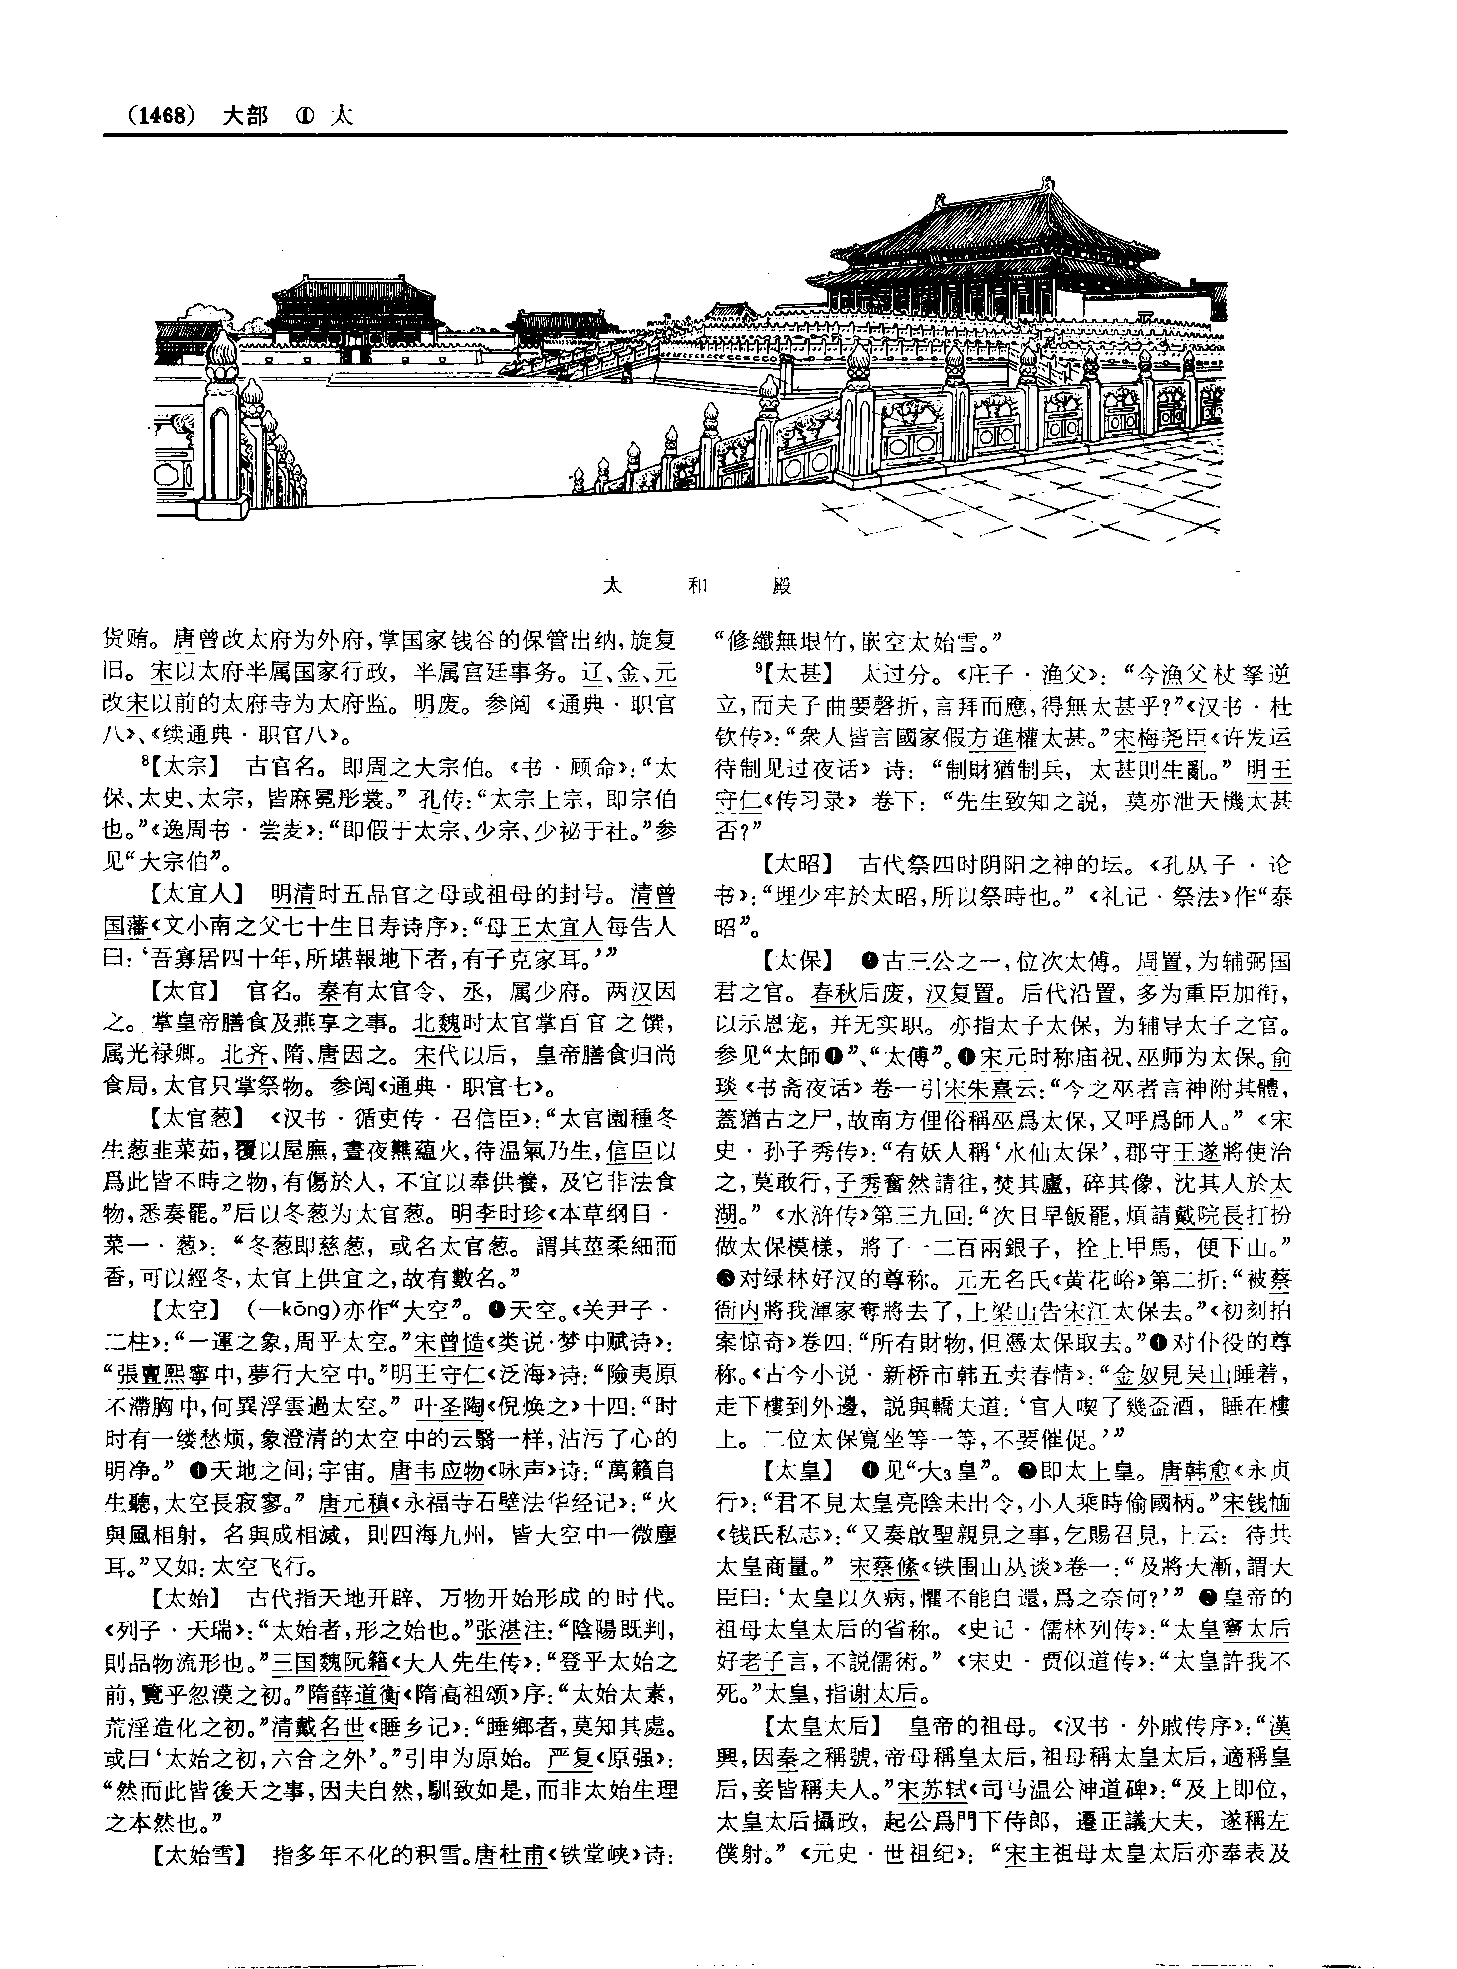 (1468) 大部 ① 太
太 和 殿
货贿。唐曾改太府为外府,掌国家钱谷的保管出纳,旋复
旧。宋以太府半属国家行政, 半属宫廷事务。辽、金、元
改宋以前的太府寺为太府监。明废。参阅《通典·职官
八》、《续通典·职官八》。
⁸【太宗】 古官名。即周之大宗伯。《书·顾命》:“太
保、太史、太宗, 皆麻冕彤裳。”孔传:“太宗上宗, 即宗伯
也。”《逸周书·尝麦》:“即假于太宗、少宗、少祕于社。”参
见“大宗伯”。
【太宜人】 明清时五品官之母或祖母的封号。清曾
国藩《文小南之父七十生日寿诗序》:“母王太宜人每告人
曰:‘吾寡居四十年,所堪報地下者,有子克家耳。’”
【太官】 官名。秦有太官令、丞, 属少府。两汉因
之。掌皇帝膳食及燕享之事。北魏时太官掌百官之馔,
属光禄卿。北齐、隋、唐因之。宋代以后, 皇帝膳食归尚
食局,太官只掌祭物。参阅《通典·职官七》。
【太官葱】 《汉书·循吏传·召信臣》:“太官園種冬
生葱韭菜茹,覆以屋廡,晝夜㸐蕴火,待温氣乃生,信臣以
爲此皆不時之物,有傷於人, 不宜以奉供養, 及它非法食
物,悉奏罷。”后以冬葱为太官葱。明李时珍《本草纲目·
菜一·葱》: “冬葱即慈葱, 或名太官葱。謂其莖柔細而
香,可以經冬,太官上供宜之,故有數名。”
【太空】 (—kōng)亦作“大空”。❶天空。《关尹子·
二柱》:“一運之象,周乎太空。”宋曾慥《类说·梦中赋诗》:
“張亶熙寧中,夢行大空中。”明王守仁《泛海》诗:“險夷原
不滯胸中,何異浮雲過太空。” 叶圣陶《倪焕之》十四:“时
时有一缕愁烦,象澄清的太空中的云翳一样,沾污了心的
明净。” ❷天地之间;宇宙。唐韦应物《咏声》诗:“萬籟自
生聽,太空長寂寥。” 唐元稹《永福寺石壁法华经记》:“火
與風相射, 名與成相滅, 則四海九州, 皆大空中一微塵
耳。”又如:太空飞行。
【太始】 古代指天地开辟、万物开始形成的时代。
《列子·天瑞》:“太始者,形之始也。”张湛注:“陰陽既判,
則品物流形也。”三国魏阮籍《大人先生传》:“登乎太始之
前,覽乎忽漠之初。”隋薛道衡《隋高祖颂》序:“太始太素,
荒淫造化之初。”清戴名世《睡乡记》:“睡鄉者,莫知其處。
或曰‘太始之初,六合之外’。”引申为原始。严复《原强》:
“然而此皆後天之事,因夫自然,馴致如是,而非太始生理
之本然也。”
【太始雪】 指多年不化的积雪。唐杜甫《铁堂峡》诗:
“修纖無垠竹,嵌空太始雪。”
⁹【太甚】 太过分。《庄子·渔父》: “今漁父杖挐逆
立,而夫子曲要磬折,言拜而應,得無太甚乎?”《汉书·杜
钦传》:“衆人皆言國家假方進權太甚。”宋梅尧臣《许发运
待制见过夜话》诗: “制財猶制兵, 太甚則生亂。” 明王
守仁《传习录》卷下: “先生致知之説, 莫亦泄天機太甚
否?”
【太昭】 古代祭四时阴阳之神的坛。《孔丛子·论
书》:“埋少牢於太昭,所以祭時也。” 《礼记·祭法》作“泰
昭”。
【太保】 ❶古三公之一,位次太傅。周置,为辅弼国
君之官。春秋后废, 汉复置。后代沿置, 多为重臣加衔,
以示恩宠, 并无实职。亦指太子太保, 为辅导太子之官。
参见“太師❶”、“太傅”。❷宋元时称庙祝、巫师为太保。俞
琰《书斋夜话》卷一引宋朱熹云:“今之巫者言神附其體,
蓋猶古之尸,故南方俚俗稱巫爲太保,又呼爲師人。” 《宋
史·孙子秀传》:“有妖人稱‘水仙太保’,郡守王遂將使治
之,莫敢行,子秀奮然請往,焚其廬, 碎其像, 沈其人於太
湖。” 《水浒传》第三九回:“次日早飯罷,煩請戴院長打扮
做太保模樣, 將了一二百兩銀子, 拴上甲馬, 便下山。”
❸对绿林好汉的尊称。元无名氏《黄花峪》第二折:“被蔡
衙内將我渾家奪將去了,上梁山告宋江太保去。”《初刻拍
案惊奇》卷四:“所有財物,但憑太保取去。”❹对仆役的尊
称。《古今小说·新桥市韩五卖春情》:“金奴見吴山睡着,
走下樓到外邊, 説與轎夫道:‘官人喫了幾盃酒, 睡在樓
上。二位太保寬坐等一等,不要催促。’”
【太皇】 ❶见“大₃皇”。❷即太上皇。唐韩愈《永贞
行》:“君不見太皇亮陰未出令,小人乘時偷國柄。”宋钱愐
《钱氏私志》:“又奏啟聖親見之事,乞賜召見,上云: 待共
太皇商量。” 宋蔡絛《铁围山丛谈》卷一:“及將大漸,謂大
臣曰:‘太皇以久病,懼不能自還,爲之奈何?’” ❸皇帝的
祖母太皇太后的省称。《史记·儒林列传》:“太皇竇太后
好老子言,不説儒術。” 《宋史·贾似道传》:“太皇許我不
死。”太皇,指谢太后。
【太皇太后】 皇帝的祖母。《汉书·外戚传序》:“漢
興,因秦之稱號,帝母稱皇太后,祖母稱太皇太后,適稱皇
后,妾皆稱夫人。”宋苏轼《司马温公神道碑》:“及上即位,
太皇太后攝政, 起公爲門下侍郎, 遷正議大夫, 遂稱左
僕射。” 《元史·世祖纪》: “宋主祖母太皇太后亦奉表及